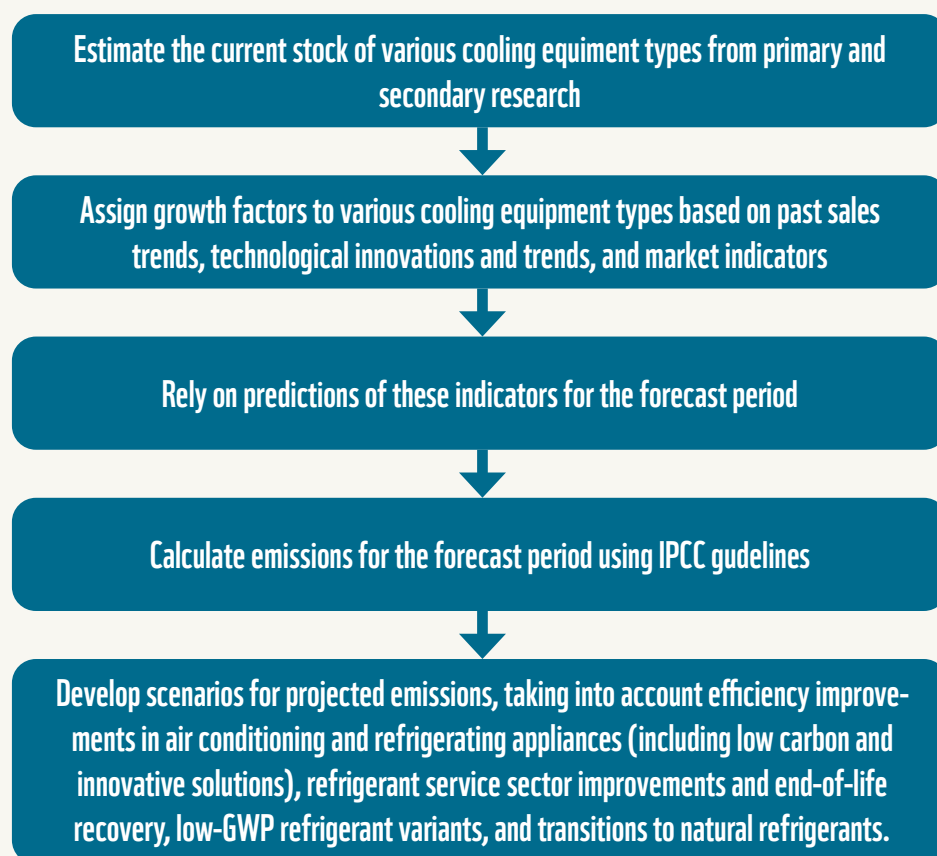 Estimate the current stock of various cooling equiment types from primary and
secondary research
Assign growth factors to various cooling equipment types based on past sales
trends, technological innovations and trends, and market indicators
Rely on predictions of these indicators for the forecast period
Calculate emissions for the forecast period using IPCC gudelines
Develop scenarios for projected emissions, taking into account efficiency improve-
ments in air conditioning and refrigerating appliances (including low carbon and
innovative solutions), refrigerant service sector improvements and end-of-life
recovery, low-GWP refrigerant variants, and transitions to natural refrigerants.